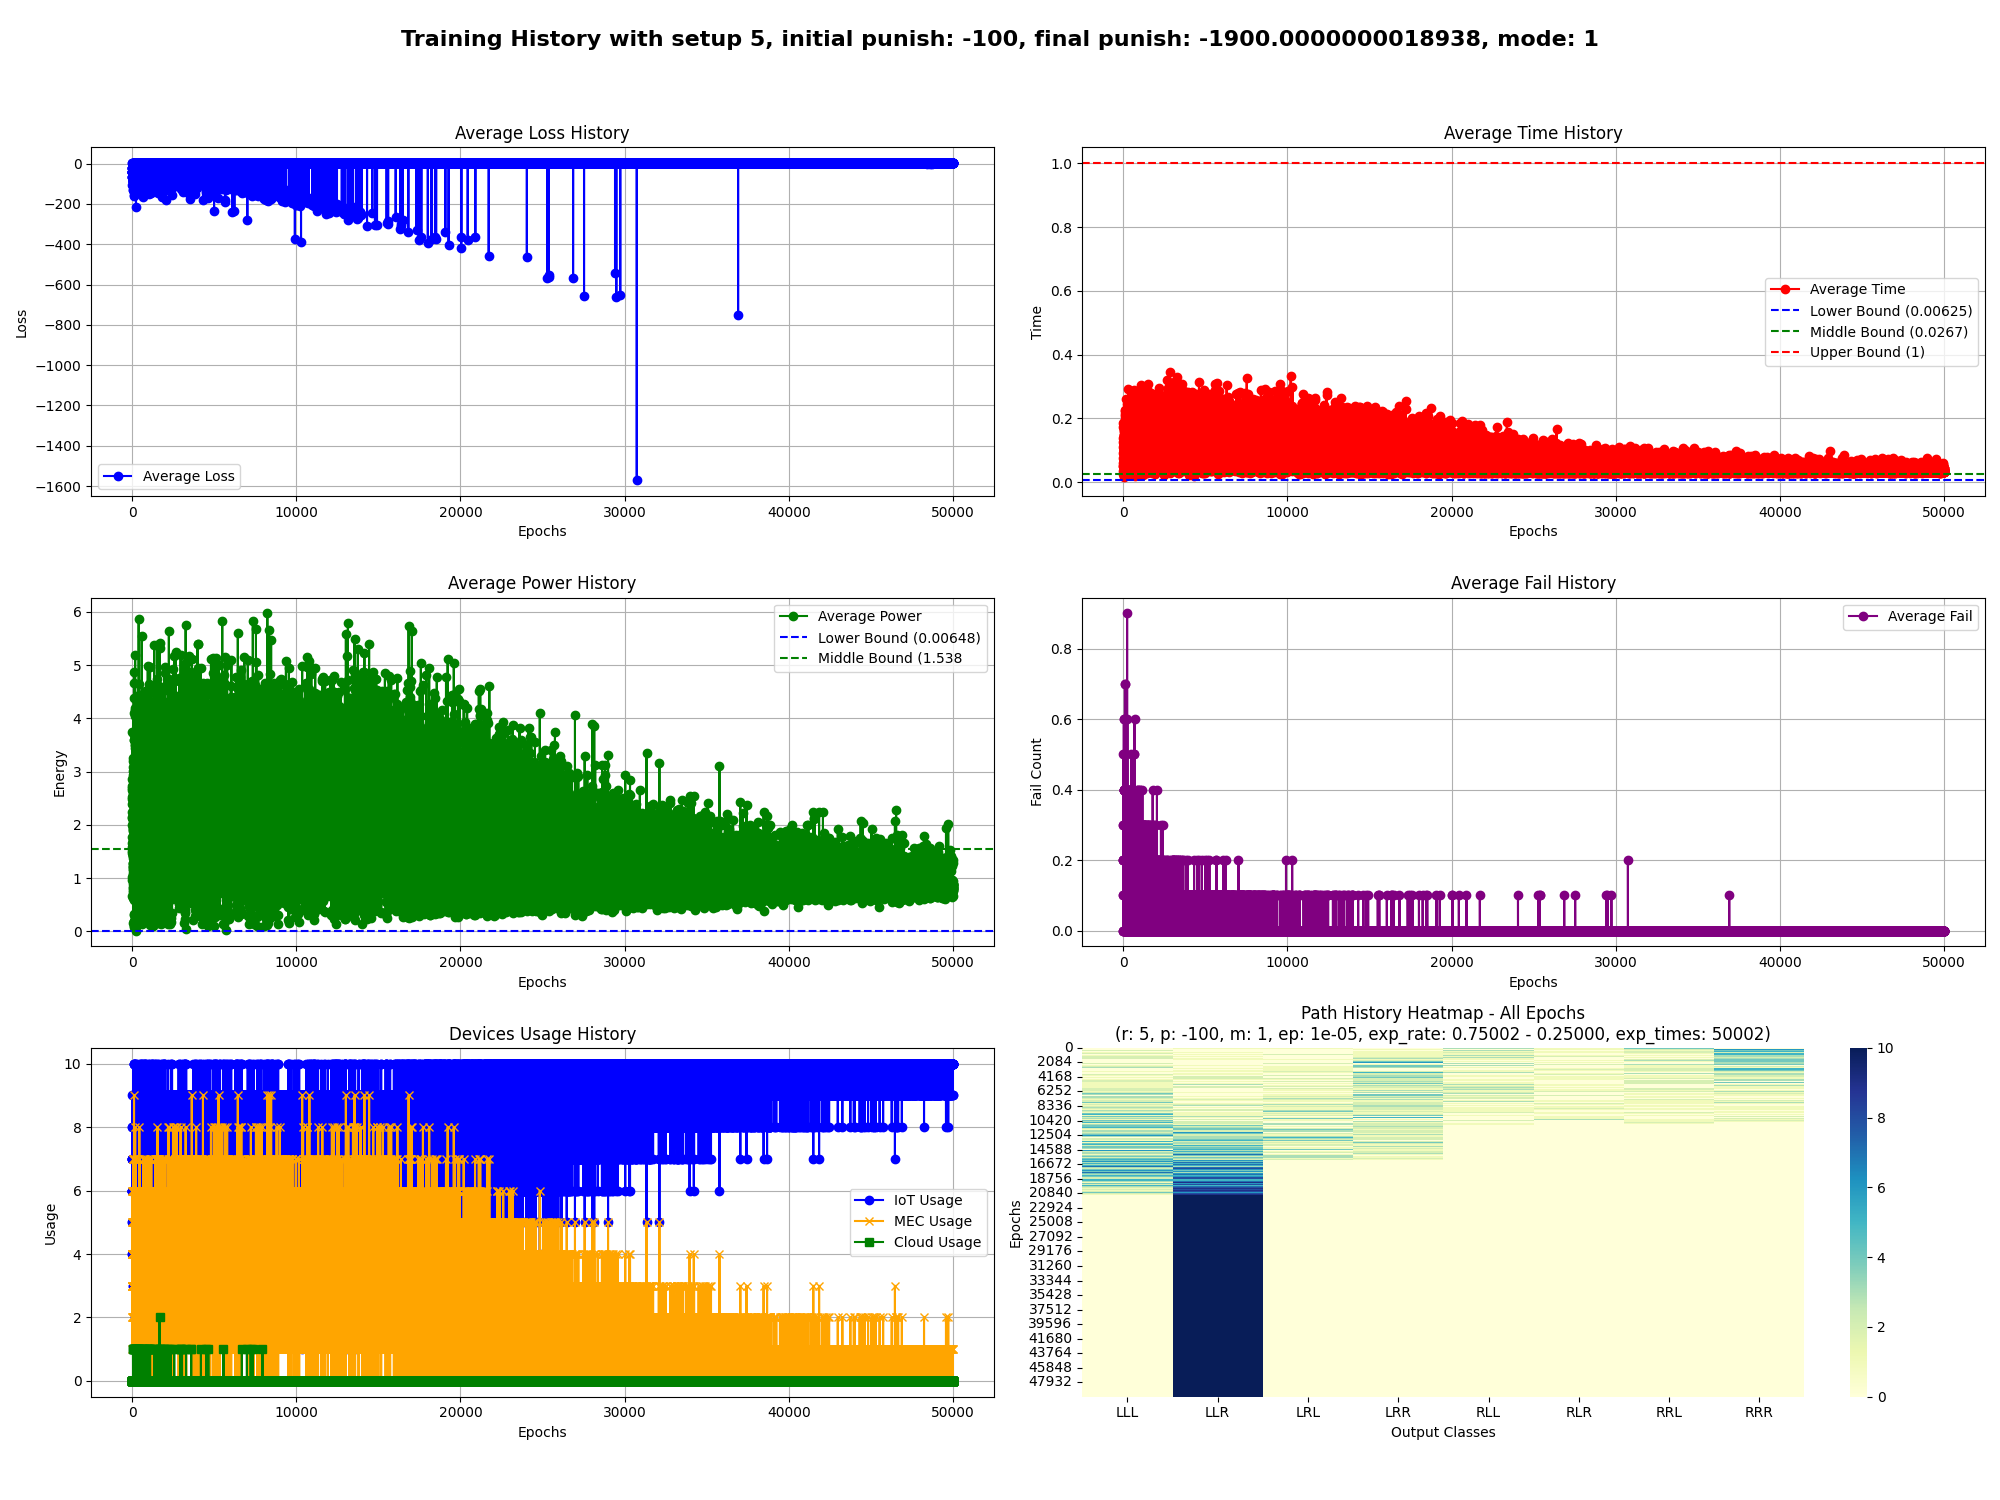 Training History with setup 5, initial punish: -100, final punish: -1900.0000000018938, mode: 1
Average Loss History
0
−200
−400
−600
−800
−1000
−1200
−1400
−1600
Loss
Average Loss
0 10000 20000 30000 40000 50000
Epochs
Average Time History
1.0
0.8
0.6
0.4
0.2
0.0
Time
Average Time
Lower Bound (0.00625)
Middle Bound (0.0267)
Upper Bound (1)
0 10000 20000 30000 40000 50000
Epochs
Average Power History
6
5
4
3
2
1
0
Energy
Average Power
Lower Bound (0.00648)
Middle Bound (1.538
0 10000 20000 30000 40000 50000
Epochs
Average Fail History
0.8
0.6
0.4
0.2
0.0
Fail Count
Average Fail
0 10000 20000 30000 40000 50000
Epochs
Devices Usage History
10
8
6
4
2
0
Usage
IoT Usage
MEC Usage
Cloud Usage
0 10000 20000 30000 40000 50000
Epochs
Path History Heatmap - All Epochs
(r: 5, p: -100, m: 1, ep: 1e-05, exp_rate: 0.75002 - 0.25000, exp_times: 50002)
0
2084
4168
6252
8336
10420
12504
14588
16672
18756
20840
22924
25008
27092
29176
31260
33344
35428
37512
39596
41680
43764
45848
47932
Epochs
LLL LLR LRL LRR RLL RLR RRL RRR
Output Classes
10
8
6
4
2
0